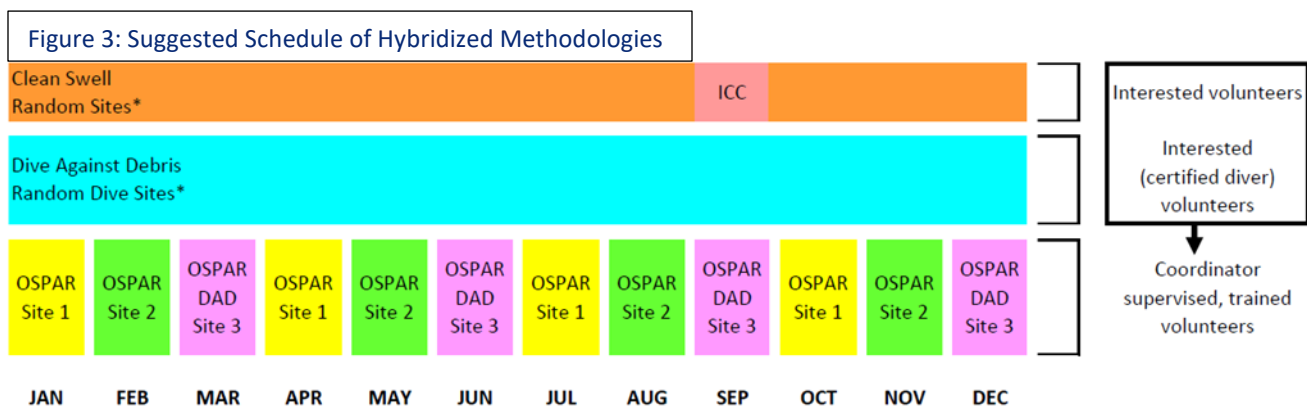 Figure 3: Suggested Schedule of Hybridized Methodologies
Clean Swell
Random Sites*
ICC
Interested volunteers
Dive Against Debris
Random Dive Sites*
Interested
(certified diver)
volunteers
OSPAR
Site 1
OSPAR
Site 2
OSPAR
DAD
Site 3
OSPAR
Site 1
OSPAR
Site 2
OSPAR
DAD
Site 3
OSPAR
Site 1
OSPAR
Site 2
OSPAR
DAD
Site 3
OSPAR
Site 1
OSPAR
Site 2
OSPAR
DAD
Site 3
Coordinator
supervised, trained
volunteers
JAN FEB MAR APR MAY JUN JUL AUG SEP OCT NOV DEC